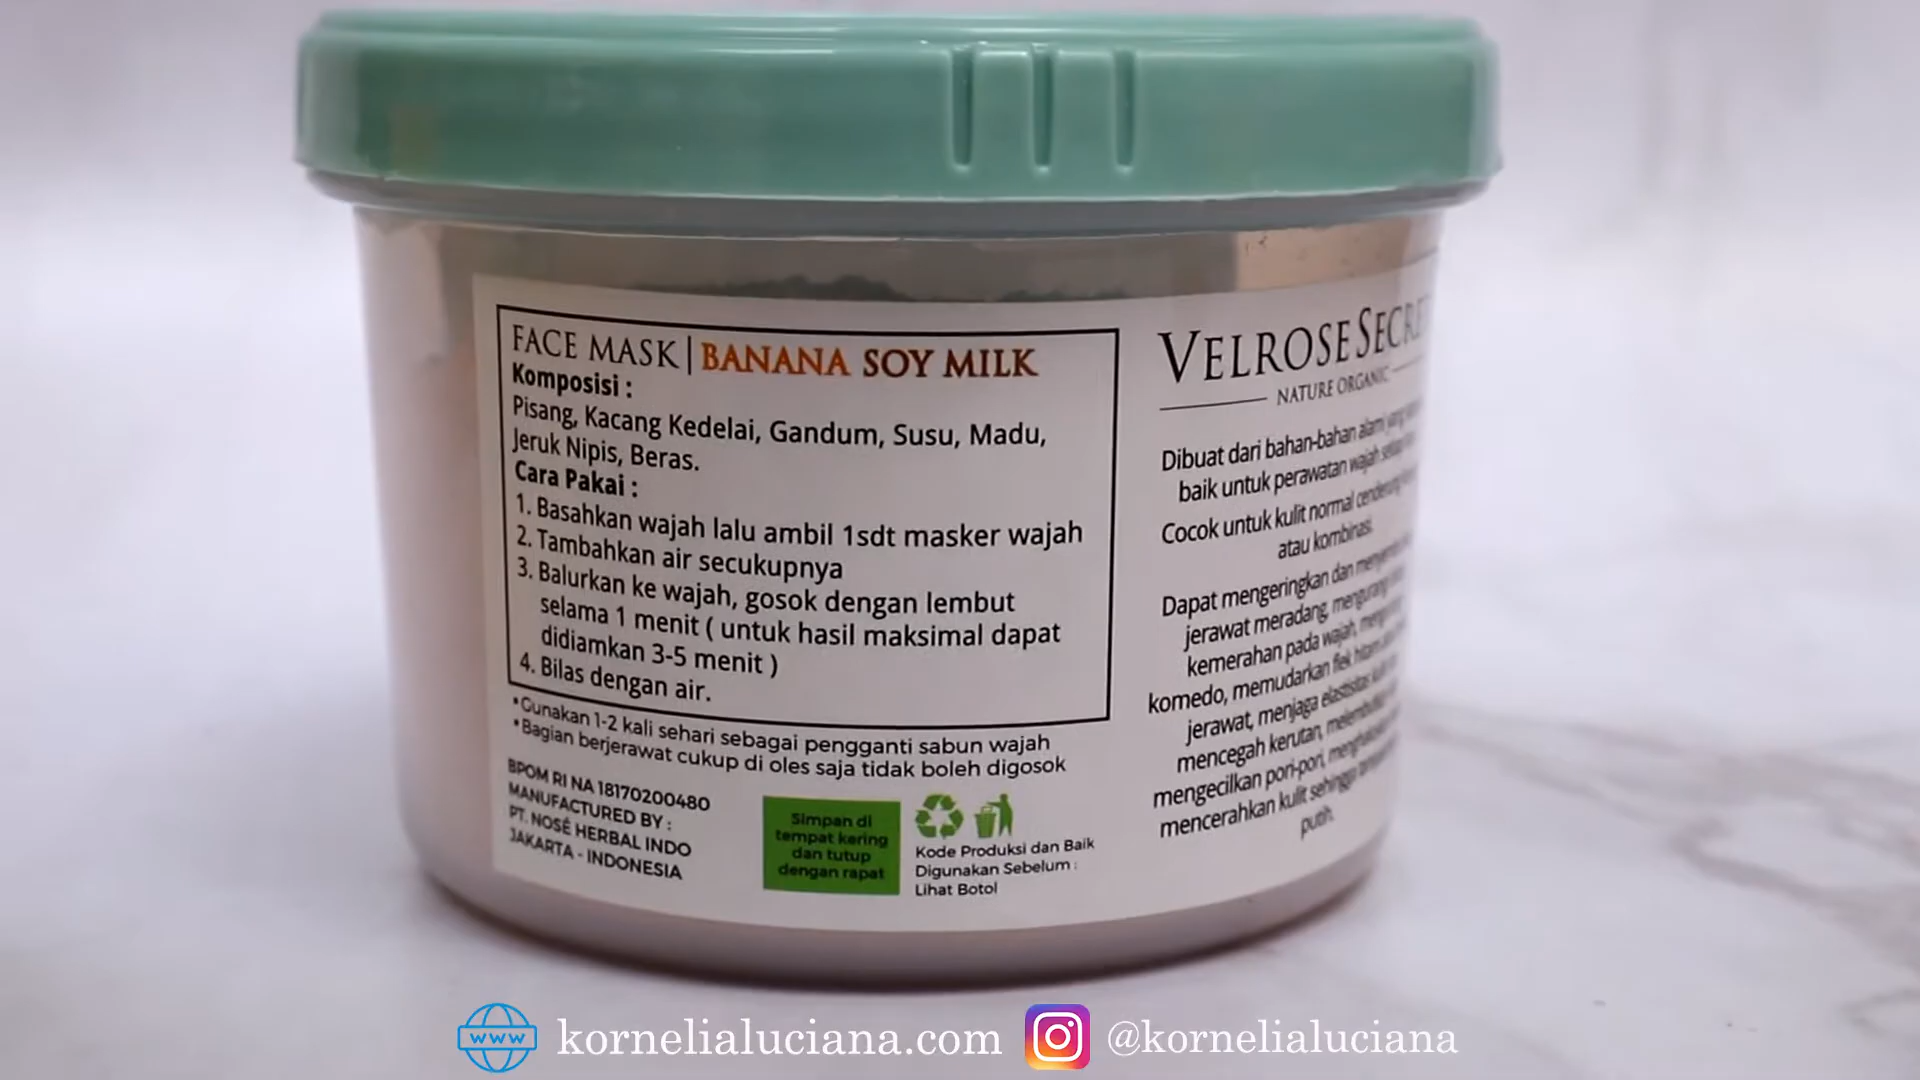 FACE MASK | BANANA SOY MILK
Komposisi :
Pisang, Kacang Kedelai, Gandum, Susu, Madu,
Jeruk Nipis, Beras.
Cara Pakai :
1. Basahkan wajah lalu ambil 1sdt masker wajah
2. Tambahkan air secukupnya
3. Balurkan ke wajah, gosok dengan lembut
selama 1 menit ( untuk hasil maksimal dapat
didiamkan 3-5 menit )
4. Bilas dengan air.
*Gunakan 1-2 kali sehari sebagai pengganti sabun wajah
*Bagian berjerawat cukup di oles saja tidak boleh digosok
BPOM RI NA 18170200480
MANUFACTURED BY :
PT. NOSÉ HERBAL INDO
JAKARTA - INDONESIA
Simpan di
tempat kering
dan tutup
dengan rapat
Kode Produksi dan Baik
Digunakan Sebelum :
Lihat Botol
VELROSE SECRE
NATURE ORGANIC
Dibuat dari bahan-bahan alami yang
baik untuk perawatan wajah
Cocok untuk kulit normal cenderung
atau kombinasi.
Dapat mengeringkan dan
jerawat meradang,
kemerahan pada wajah,
komedo, memudarkan flek hitam
jerawat, menjaga elastisitas kulit
mencegah kerutan,
mengecilkan pori-pori,
mencerahkan kulit sehingga
putih.
www
kornelialuciana.com
@kornelialuciana